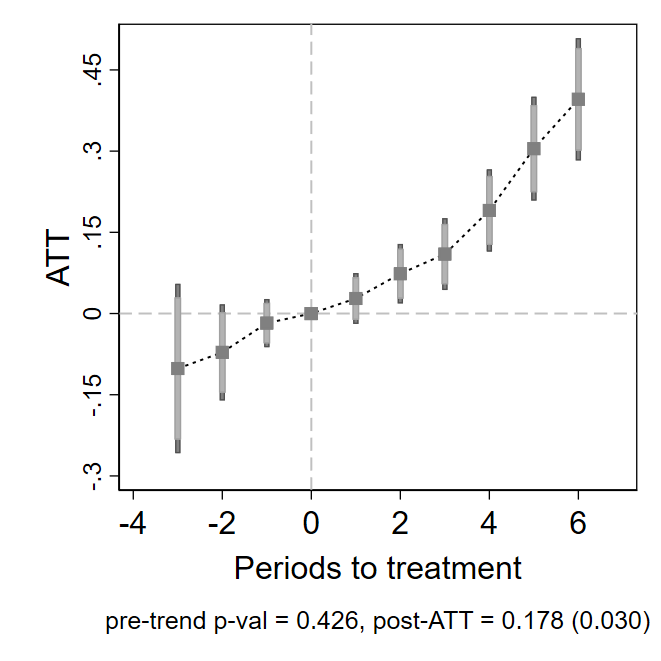 .45
.3
.15
0
-.15
-.3
ATT
-4 -2 0 2 4 6
Periods to treatment
pre-trend p-val = 0.426, post-ATT = 0.178 (0.030)